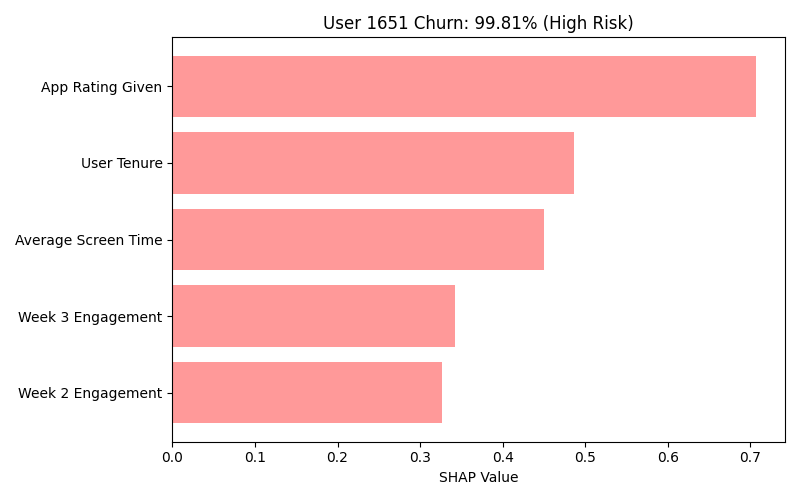 User 1651 Churn: 99.81% (High Risk)
App Rating Given
User Tenure
Average Screen Time
Week 3 Engagement
Week 2 Engagement
0.0 0.1 0.2 0.3 0.4 0.5 0.6 0.7
SHAP Value